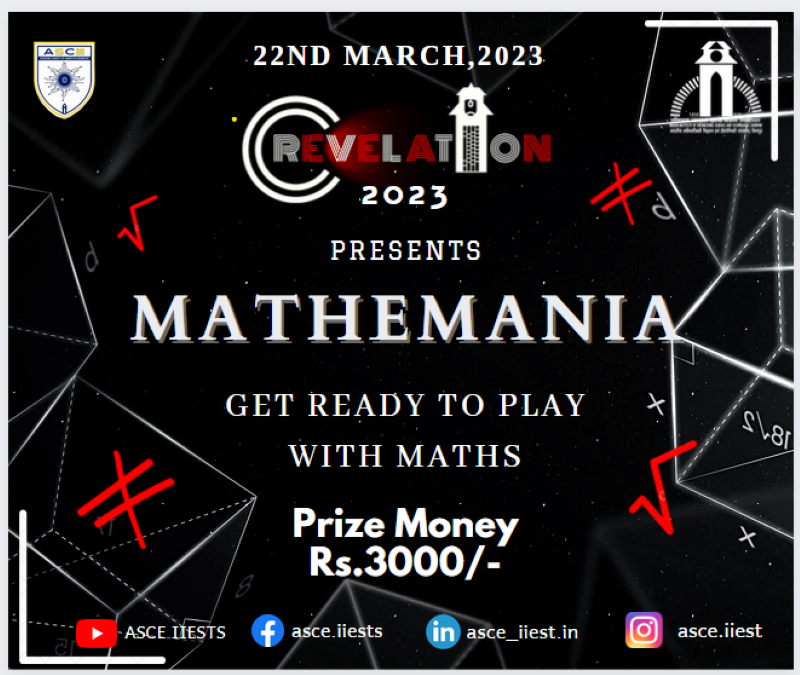 ASCE
22ND MARCH,2023
REVELATION
2023
PRESENTS
MATHEMANIA
GET READY TO PLAY
WITH MATHS
Prize Money
Rs.3000/-
ASCE IIESTS
asce.iiests
asce_iiest.in
asce.iiest